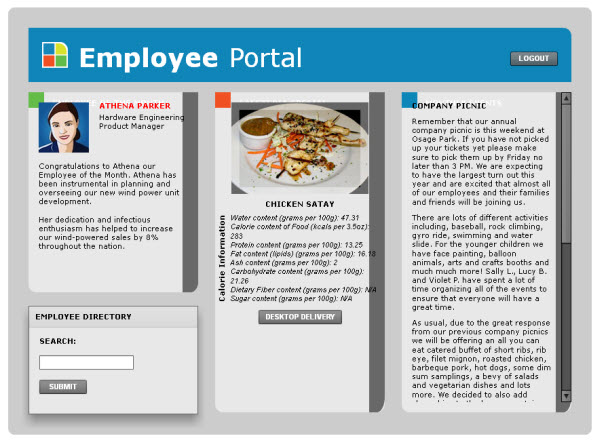 Employee Portal
LOGOUT
ATHENA PARKER
Hardware Engineering
Product Manager
Congratulations to Athena our
Employee of the Month. Athena has
been instrumental in planning and
overseeing our new wind power unit
development.
Her dedication and infectious
enthusiasm has helped to increase
our wind-powered sales by 8%
throughout the nation.
EMPLOYEE DIRECTORY
SEARCH:
SUBMIT
CHICKEN SATAY
Calorie Information
Water content (grams per 100g): 47.31
Calorie content of Food (kcals per 3.5oz):
283
Protein content (grams per 100g): 13.25
Fat content (lipids) (grams per 100g): 16.18
Ash content (grams per 100g): 2
Carbohydrate content (grams per 100g):
21.26
Dietary Fiber content (grams per 100g): N/A
Sugar content (grams per 100g): N/A
DESKTOP DELIVERY
COMPANY PICNIC
Remember that our annual
company picnic is this weekend at
Osage Park. If you have not picked
up your tickets yet please make
sure to pick them up by Friday no
later than 3 PM. We are expecting
to have the largest turn out this
year and are excited that almost all
of our employees and their families
and friends will be joining us.
There are lots of different activities
including, baseball, rock climbing,
gyro ride, swimming and water
slide. For the younger children we
have face painting, balloon
animals, arts and crafts booths and
much much more! Sally L., Lucy B.
and Violet P. have spent a lot of
time organizing all of the events to
ensure that everyone will have a
great time.
As usual, due to the great response
from our previous company picnics
we will be offering an all you can
eat catered buffet of short ribs, rib
eye, filet mignon, roasted chicken,
barbeque pork, hot dogs, some dim
sum samplings, a bevy of salads
and vegetarian dishes and lots
more. We decided to also add